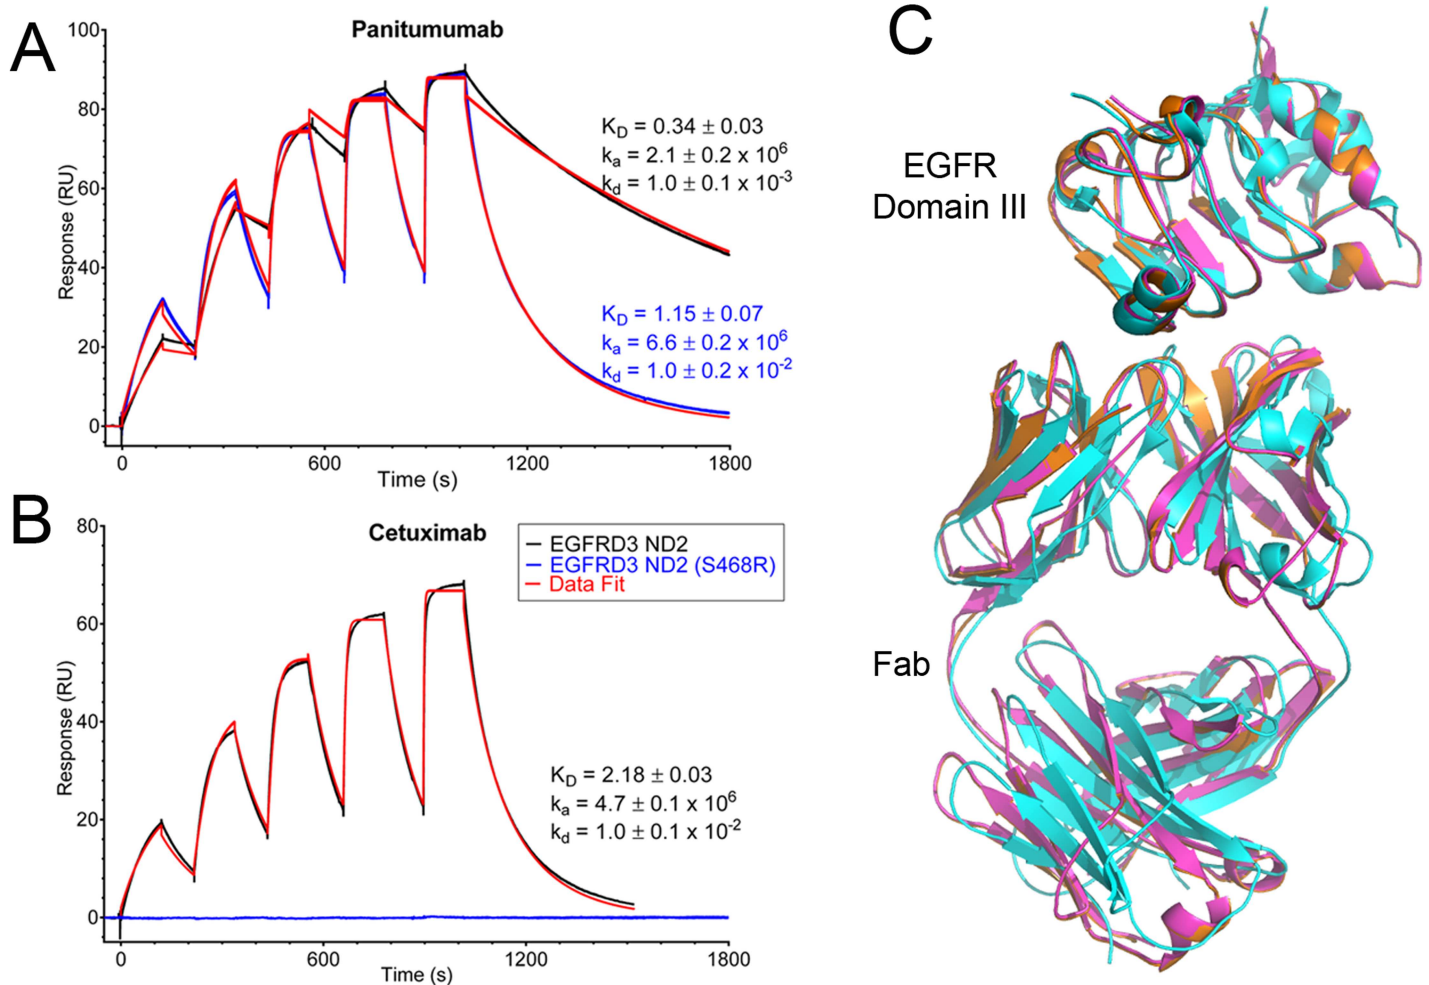 A
Panitumumab
100
80
60
40
20
0
Response (RU)
K_D = 0.34 ± 0.03
k_a = 2.1 ± 0.2 x 10^6
k_d = 1.0 ± 0.1 x 10^-3
K_D = 1.15 ± 0.07
k_a = 6.6 ± 0.2 x 10^6
k_d = 1.0 ± 0.2 x 10^-2
0 600 1200 1800
Time (s)
B
Cetuximab
80
60
40
20
0
Response (RU)
EGFRD3 ND2
EGFRD3 ND2 (S468R)
Data Fit
K_D = 2.18 ± 0.03
k_a = 4.7 ± 0.1 x 10^6
k_d = 1.0 ± 0.1 x 10^-2
0 600 1200 1800
Time (s)
C
EGFR
Domain III
Fab